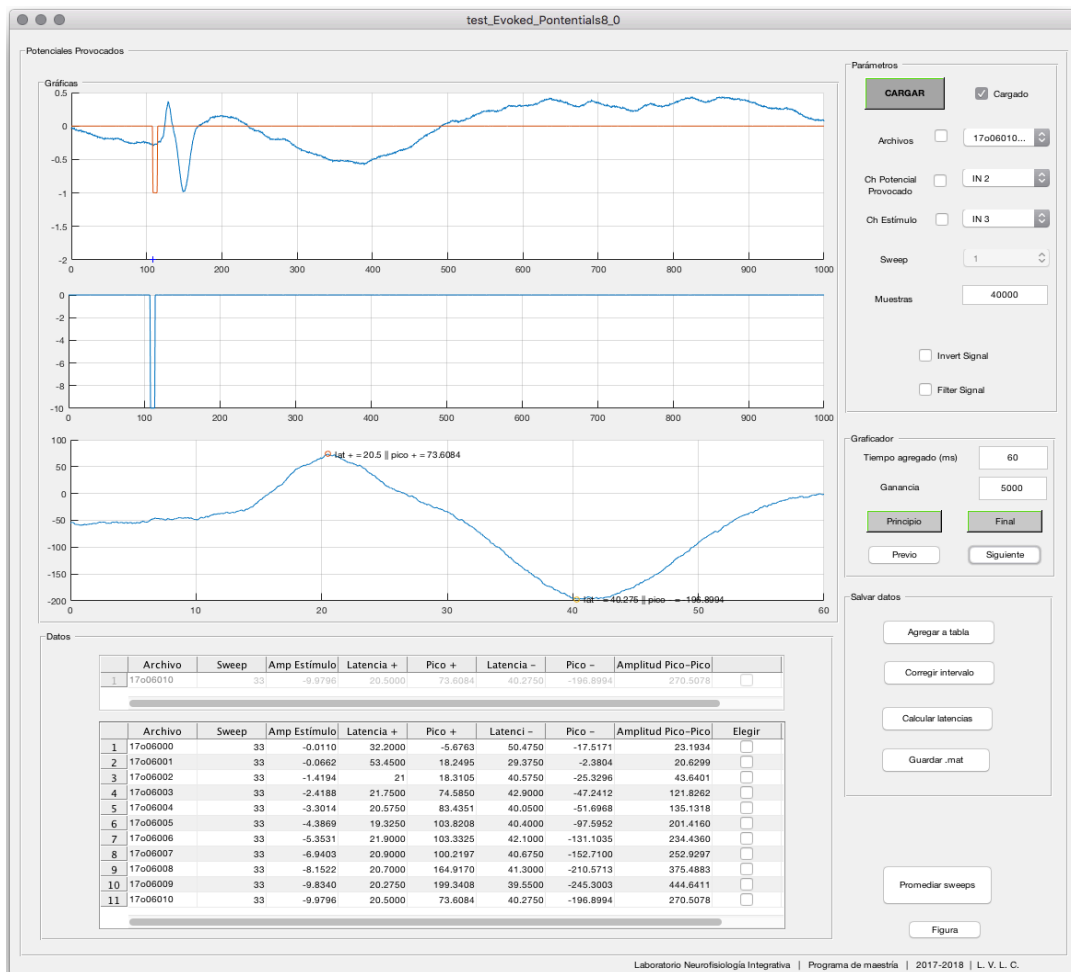 test_Evoked_Pontentials8_0
Potenciales Provocados
Gráficas
0.5
0
-0.5
-1
-1.5
-2
0 100 200 300 400 500 600 700 800 900 1000
0
-2
-4
-6
-8
-10
0 100 200 300 400 500 600 700 800 900 1000
100
50
0
-50
-100
-150
-200
lat + = 20.5 || pico + = 73.6084
lat - = 40.275 || pico - = -196.8994
0 10 20 30 40 50 60
Datos
Archivo Sweep Amp Estímulo Latencia + Pico + Latencia - Pico - Amplitud Pico-Pico
1 17o06010 33 -9.9796 20.5000 73.6084 40.2750 -196.8994 270.5078
Archivo Sweep Amp Estímulo Latencia + Pico + Latenci - Pico - Amplitud Pico-Pico Elegir
1 17o06000 33 -0.0110 32.2000 -5.6763 50.4750 -17.5171 23.1934
2 17o06001 33 -0.0662 53.4500 18.2495 29.3750 -2.3804 20.6299
3 17o06002 33 -1.4194 21 18.3105 40.5750 -25.3296 43.6401
4 17o06003 33 -2.4188 21.7500 74.5850 42.9000 -47.2412 121.8262
5 17o06004 33 -3.3014 20.5750 83.4351 40.0500 -51.6968 135.1318
6 17o06005 33 -4.3869 19.3250 103.8208 40.4000 -97.5952 201.4160
7 17o06006 33 -5.3531 21.9000 103.3325 42.1000 -131.1035 234.4360
8 17o06007 33 -6.9403 20.9000 100.2197 40.6750 -152.7100 252.9297
9 17o06008 33 -8.1522 20.7000 164.9170 41.3000 -210.5713 375.4883
10 17o06009 33 -9.8340 20.2750 199.3408 39.5500 -245.3003 444.6411
11 17o06010 33 -9.9796 20.5000 73.6084 40.2750 -196.8994 270.5078
Parámetros
CARGAR Cargado
Archivos 17o06010...
Ch Potencial
Provocado
IN 2
Ch Estímulo IN 3
Sweep 1
Muestras 40000
Invert Signal
Filter Signal
Graficador
Tiempo agregado (ms) 60
Ganancia 5000
Principio Final
Previo Siguiente
Salvar datos
Agregar a tabla
Corregir intervalo
Calcular latencias
Guardar .mat
Promediar sweeps
Figura
Laboratorio Neurofisiología Integrativa | Programa de maestría | 2017-2018 | L. V. L. C.